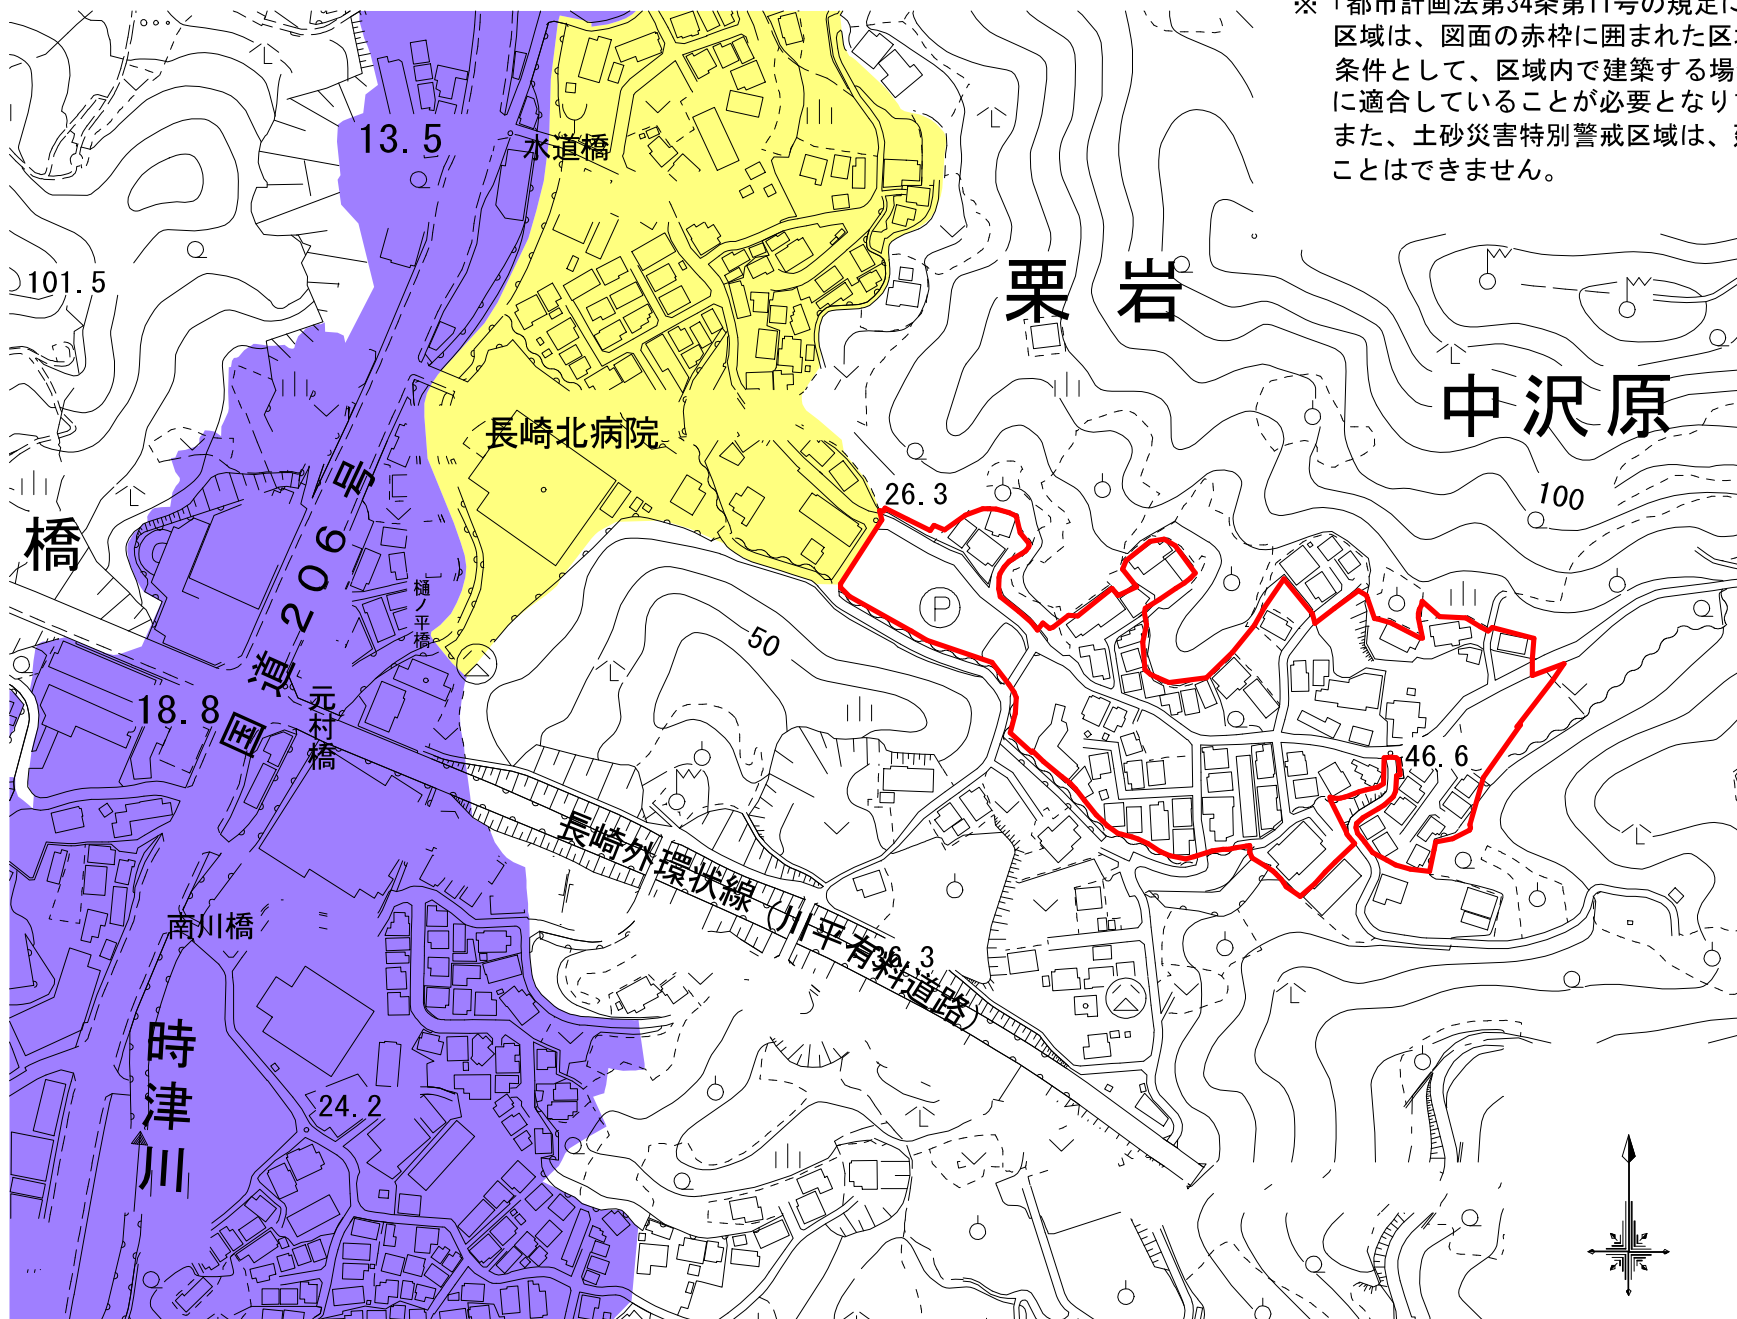 ※「都市計画法第34条第11号の規定に
区域は、図面の赤枠に囲まれた区
条件として、区域内で建築する場
に適合していることが必要となり
また、土砂災害特別警戒区域は、
ことはできません。
13.5
水道橋
101.5
栗岩
中沢原
長崎北病院
100
26.3
橋
国道206号
樋ノ平橋
P
50
18.8
元村橋
46.6
長崎外環状線（川平有料道路）
36.3
南川橋
時津川
24.2